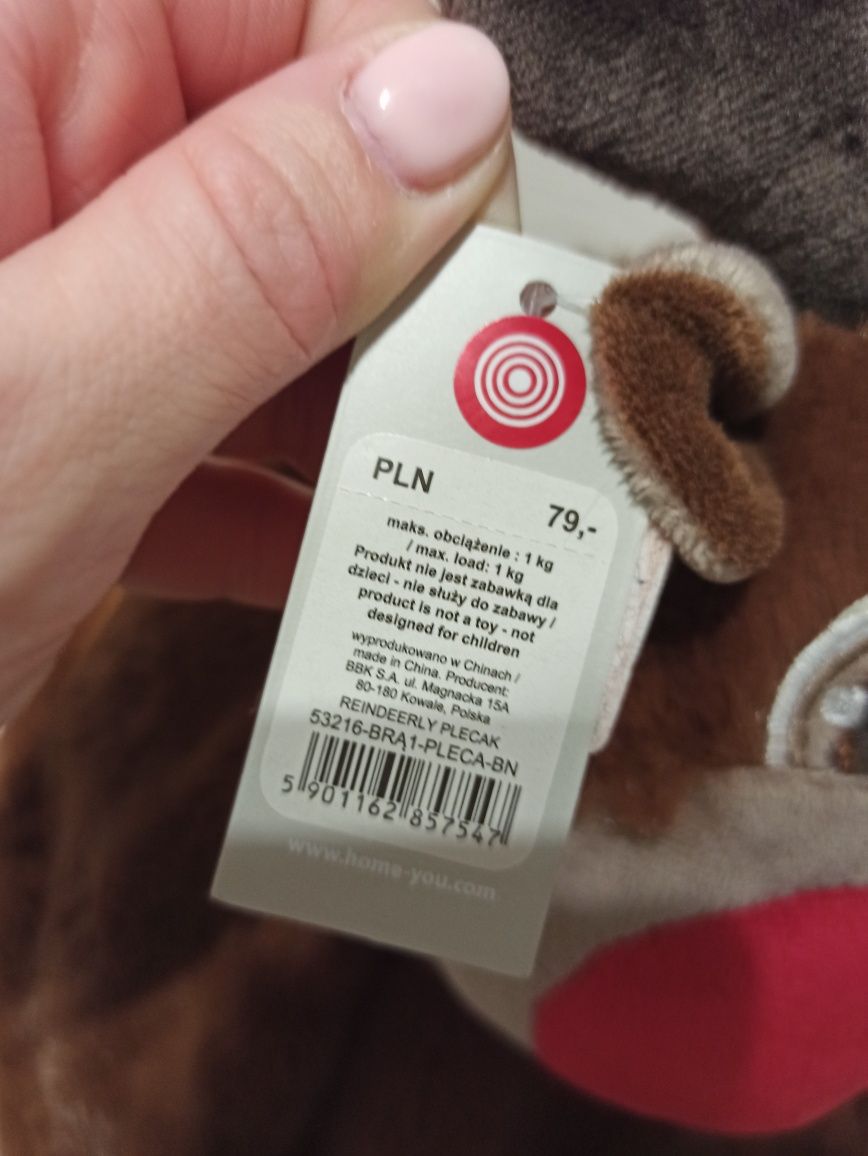 PLN
79,-
maks. obciążenie : 1 kg
/ max. load: 1 kg
Produkt nie jest zabawką dla
dzieci - nie służy do zabawy /
product is not a toy - not
designed for children
wyprodukowano w Chinach /
made in China. Producent:
BBK S.A. ul. Magnacka 15A
80-180 Kowale, Polska
REINDEERLY PLECAK
53216-BRĄ1-PLECA-BN
5 901162 857547
www.home-you.com